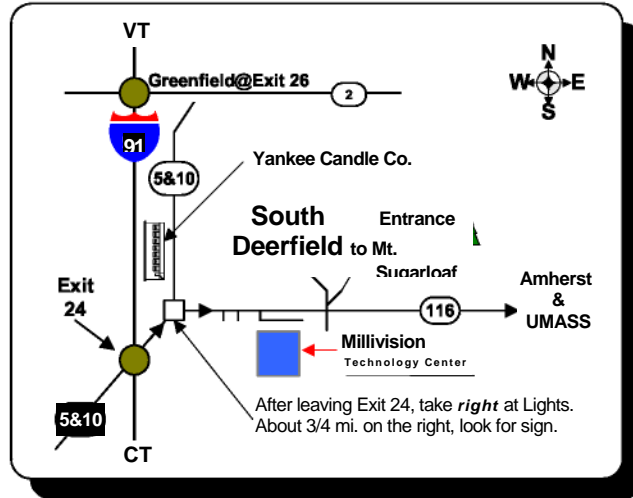 VT
N
W E
S
Greenfield@Exit 26
2
91
Yankee Candle Co.
5&10
South
Deerfield to Mt.
Entrance
Sugarloaf
Exit
24
116
Amherst
&
UMASS
Millivision
Technology Center
After leaving Exit 24, take right at Lights.
About 3/4 mi. on the right, look for sign.
5&10
CT